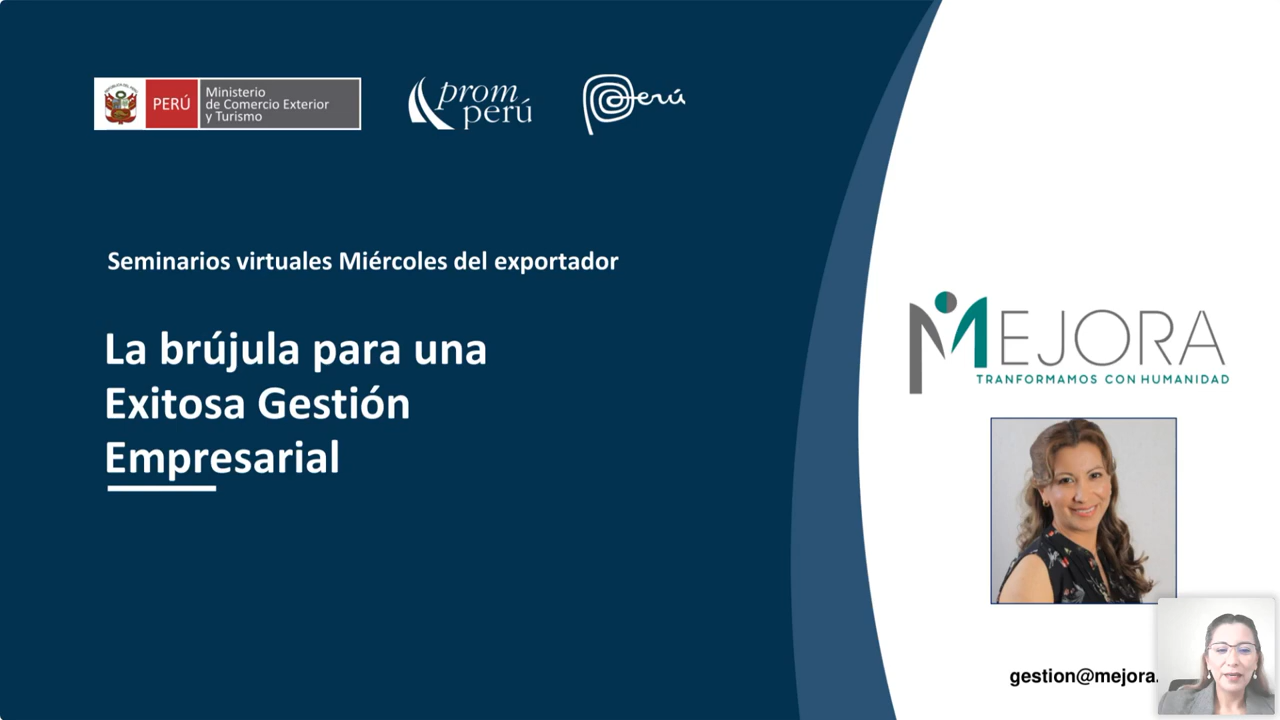 PERÚ
Ministerio
de Comercio Exterior
y Turismo
prom
perú
Perú
Seminarios virtuales Miércoles del exportador
La brújula para una
Exitosa Gestión
Empresarial
MEJORA
TRANFORMAMOS CON HUMANIDAD
gestion@mejora.